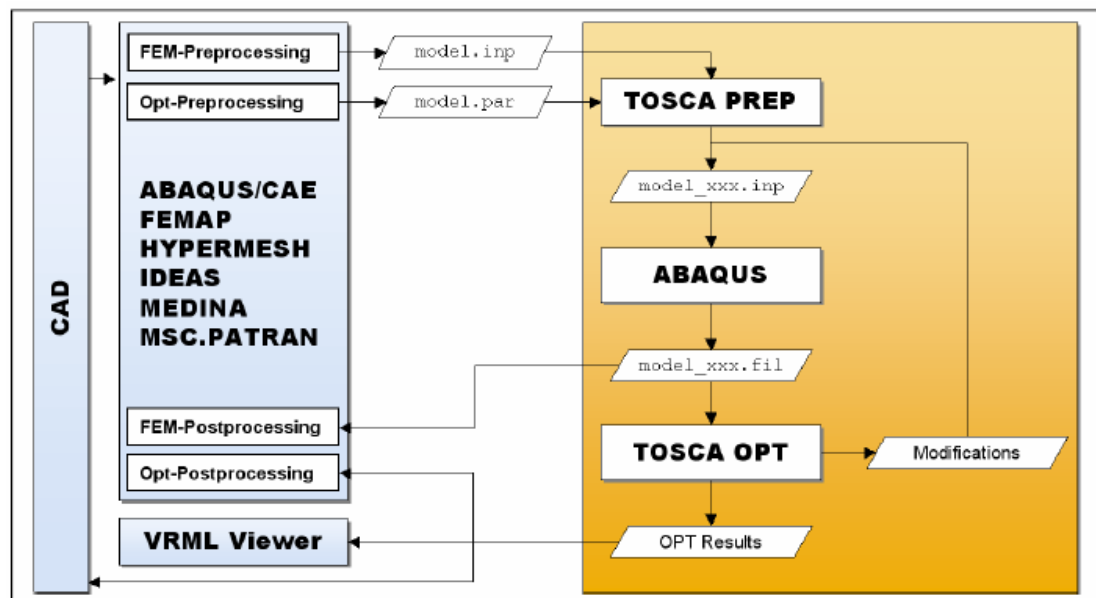 CAD
FEM-Preprocessing
Opt-Preprocessing
ABAQUS/CAE
FEMAP
HYPERMESH
IDEAS
MEDINA
MSC.PATRAN
FEM-Postprocessing
Opt-Postprocessing
VRML Viewer
model.inp
model.par
TOSCA PREP
model_xxx.inp
ABAQUS
model_xxx.fil
TOSCA OPT
Modifications
OPT Results